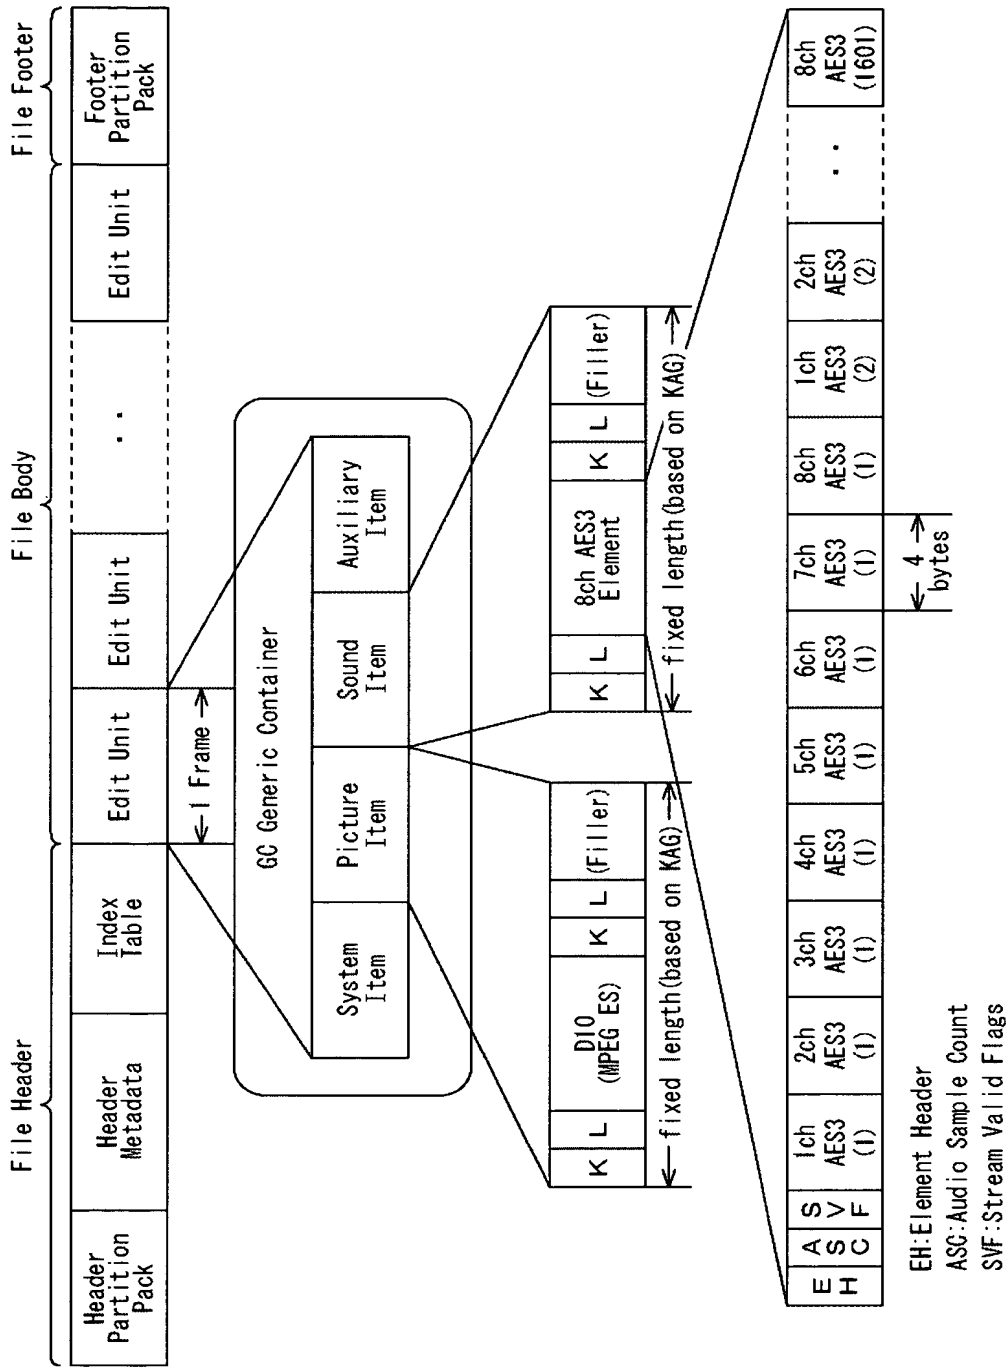 File Header
File Body
File Footer
Header
Partition
Pack
Header
Metadata
Index
Table
Edit Unit
Edit Unit
..
Edit Unit
Footer
Partition
Pack
1 Frame
GC Generic Container
System
Item
Picture
Item
Sound
Item
Auxiliary
Item
K
L
D10
(MPEG ES)
K
L
(Filler)
fixed length(based on KAG)
K
L
8ch AES3
Element
K
L
(Filler)
fixed length(based on KAG)
EH
ASC
SVF
1ch
AES3
(1)
2ch
AES3
(1)
3ch
AES3
(1)
4ch
AES3
(1)
5ch
AES3
(1)
6ch
AES3
(1)
7ch
AES3
(1)
8ch
AES3
(1)
1ch
AES3
(2)
2ch
AES3
(2)
..
8ch
AES3
(1601)
4
bytes
EH:Element Header
ASC:Audio Sample Count
SVF:Stream Valid Flags